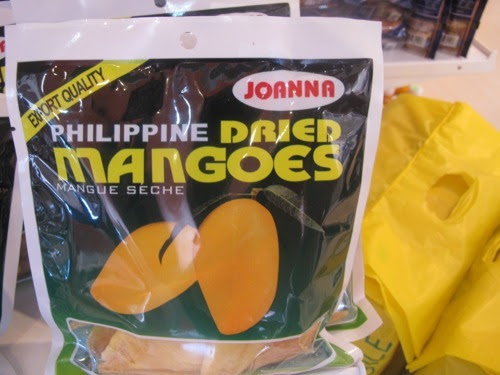 EXPORT QUALITY
JOANNA
PHILIPPINE DRIED
MANGOES
MANGUE SECHE